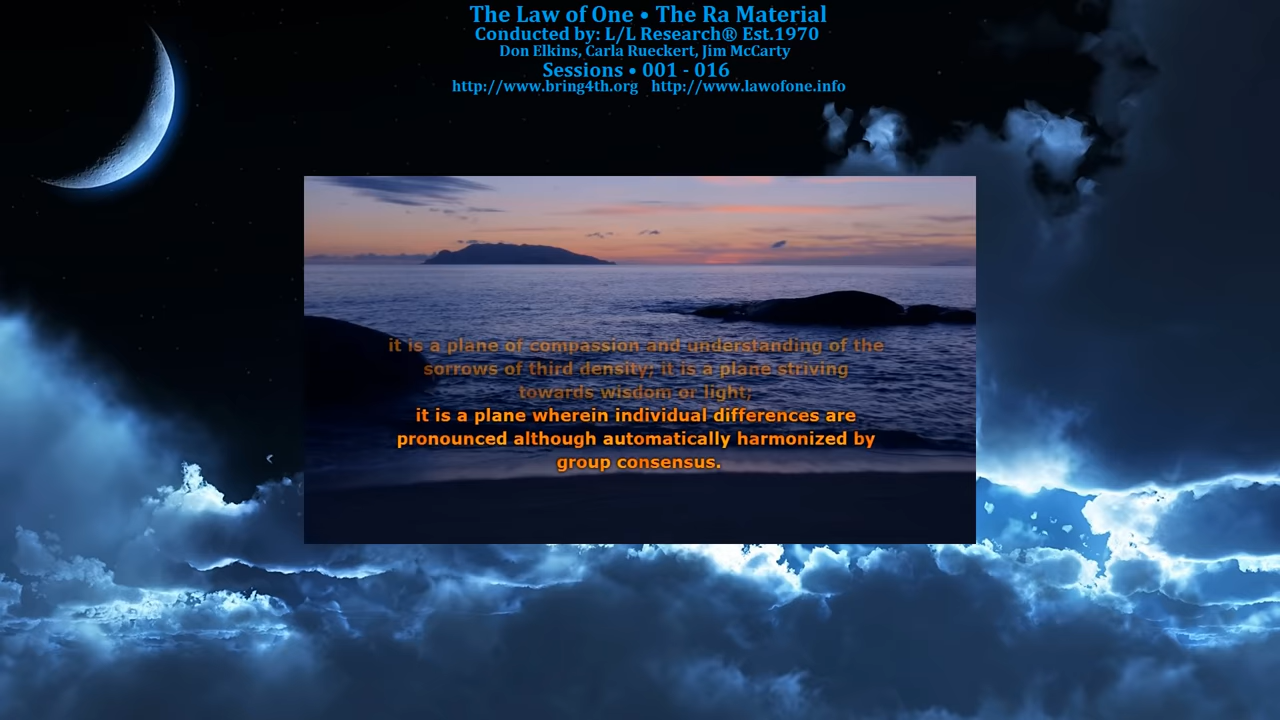 The Law of One • The Ra Material
Conducted by: L/L Research® Est.1970
Don Elkins, Carla Rueckert, Jim McCarty
Sessions • 001 - 016
http://www.bring4th.org http://www.lawofone.info
it is a plane of compassion and understanding of the
sorrows of third density; it is a plane striving
towards wisdom or light;
it is a plane wherein individual differences are
pronounced although automatically harmonized by
group consensus.